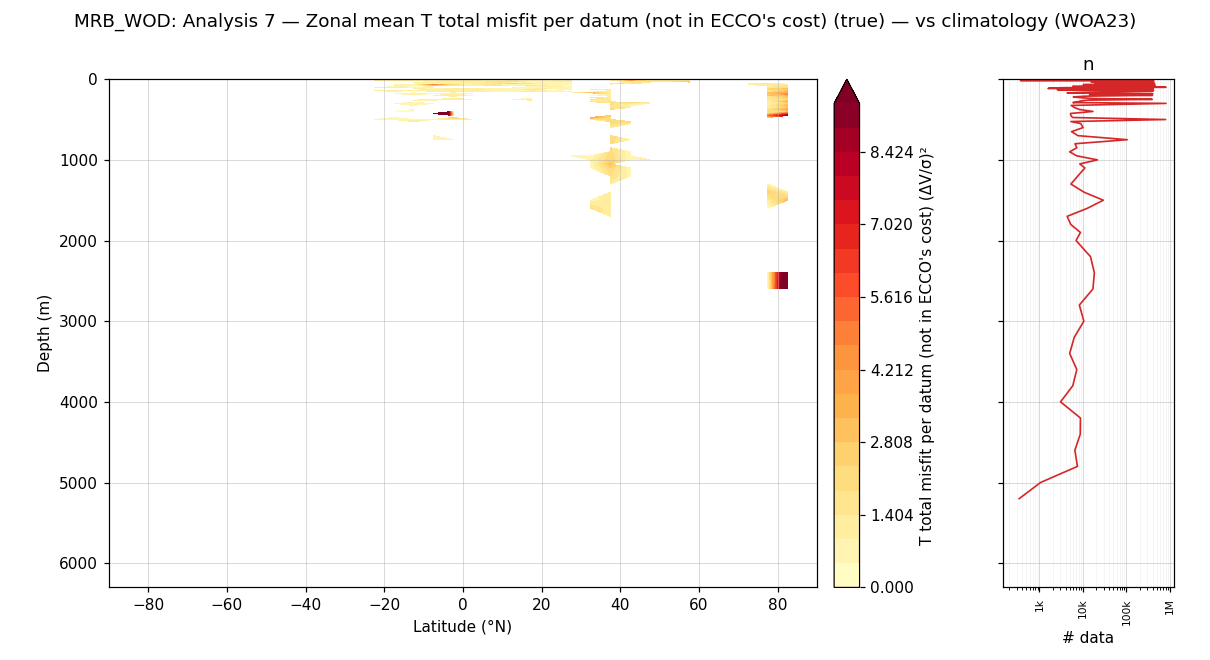 MRB_WOD: Analysis 7 — Zonal mean T total misfit per datum (not in ECCO's cost) (true) — vs climatology (WOA23)
n
0
1000
2000
3000
4000
5000
6000
Depth (m)
−80
−60
−40
−20
0
20
40
60
80
Latitude (°N)
8.424
7.020
5.616
4.212
2.808
1.404
0.000
T total misfit per datum (not in ECCO's cost) (ΔV/σ)²
1k
10k
100k
1M
# data